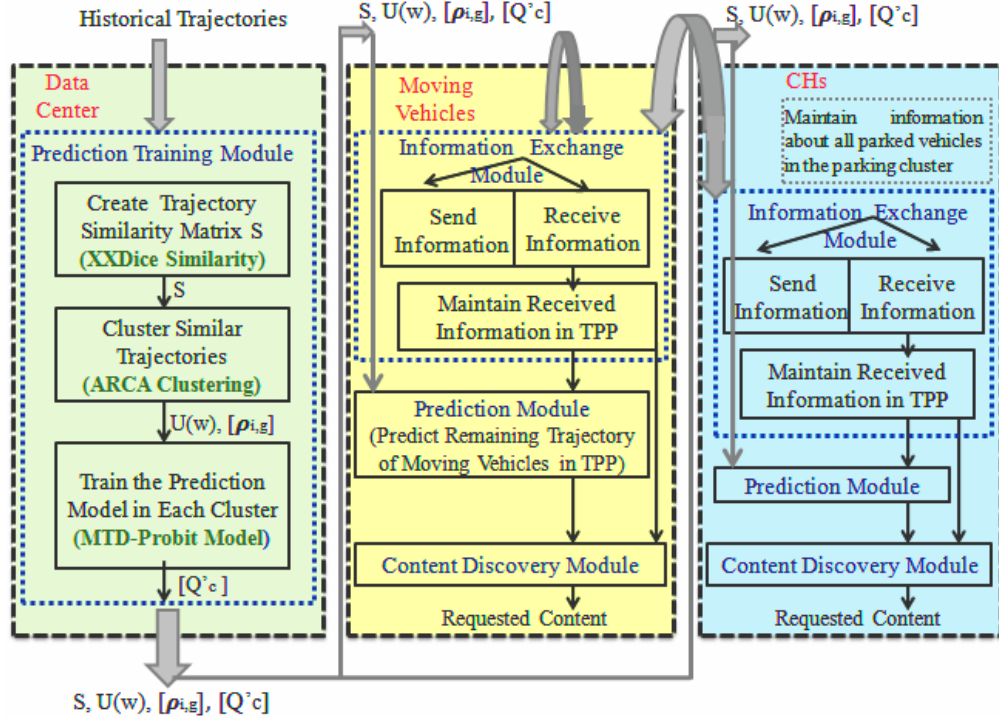 Historical Trajectories
Data
Center
Prediction Training Module
Create Trajectory
Similarity Matrix S
(XXDice Similarity)
S
Cluster Similar
Trajectories
(ARCA Clustering)
U(w), [ρi,g]
Train the Prediction
Model in Each Cluster
(MTD-Probit Model)
[Q’c ]
S, U(w), [ρi,g], [Q’c]
S, U(w), [ρi,g], [Q’c]
Moving
Vehicles
Information Exchange
Module
Send
Information
Receive
Information
Maintain Received
Information in TPP
Prediction Module
(Predict Remaining Trajectory
of Moving Vehicles in TPP)
Content Discovery Module
Requested Content
S, U(w), [ρi,g], [Q’c]
CHs
Maintain information
about all parked vehicles
in the parking cluster
Information Exchange
Module
Send
Information
Receive
Information
Maintain Received
Information in TPP
Prediction Module
Content Discovery Module
Requested Content